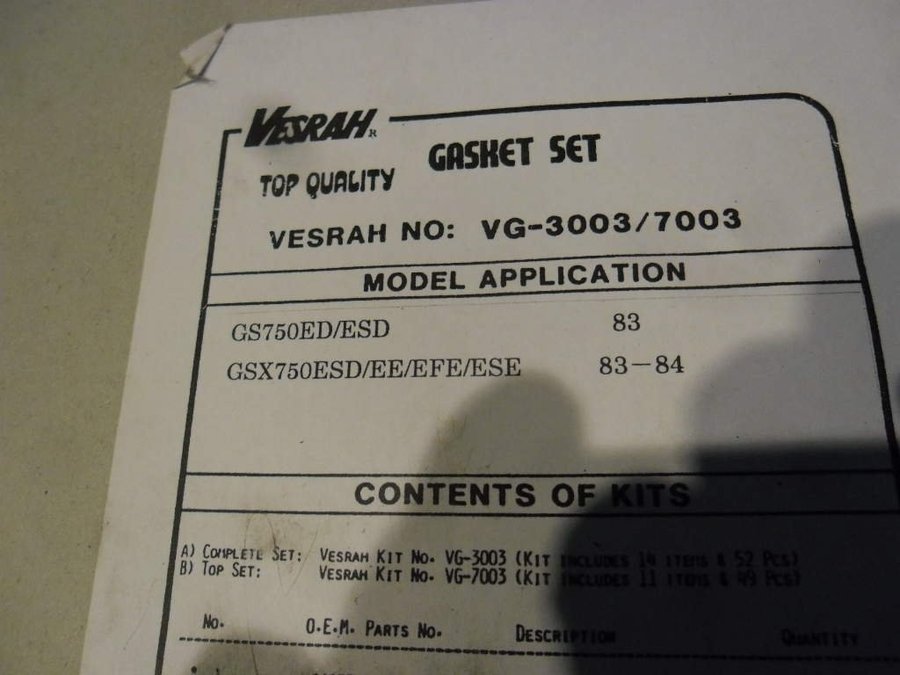 VESRAH R
GASKET SET
TOP QUALITY
VESRAH NO: VG-3003/7003
MODEL APPLICATION
GS750ED/ESD 83
GSX750ESD/EE/EFE/ESE 83-84
CONTENTS OF KITS
A) COMPLETE SET: VESRAH KIT NO. VG-3003 (KIT INCLUDES 14 ITEMS & 52 PCS)
B) TOP SET: VESRAH KIT NO. VG-7003 (KIT INCLUDES 11 ITEMS & 49 PCS)
NO. O.E.M. PARTS NO. DESCRIPTION QUANTITY